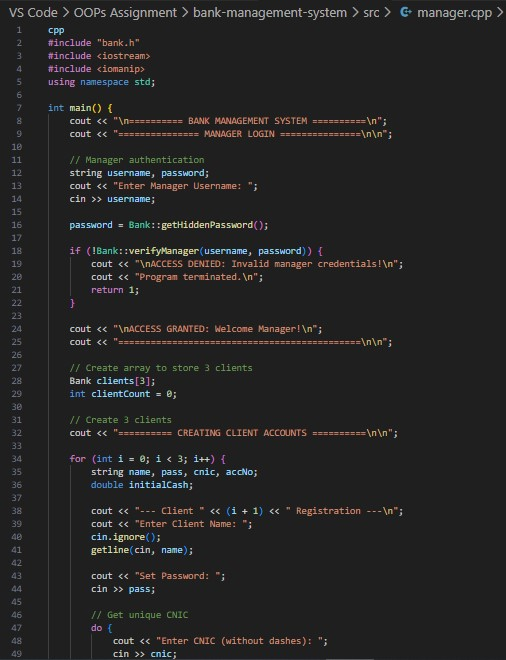 VS Code > OOPs Assignment > bank-management-system > src > C++ manager.cpp >
1 cpp
2 #include "bank.h"
3 #include <iostream>
4 #include <iomanip>
5 using namespace std;
6
7 int main() {
8 cout << "\n========== BANK MANAGEMENT SYSTEM ==========\n";
9 cout << "=============== MANAGER LOGIN ===============\n\n";
10
11 // Manager authentication
12 string username, password;
13 cout << "Enter Manager Username: ";
14 cin >> username;
15
16 password = Bank::getHiddenPassword();
17
18 if (!Bank::verifyManager(username, password)) {
19 cout << "\nACCESS DENIED: Invalid manager credentials!\n";
20 cout << "Program terminated.\n";
21 return 1;
22 }
23
24 cout << "\nACCESS GRANTED: Welcome Manager!\n";
25 cout << "=============================================\n\n";
26
27 // Create array to store 3 clients
28 Bank clients[3];
29 int clientCount = 0;
30
31 // Create 3 clients
32 cout << "========== CREATING CLIENT ACCOUNTS ==========\n\n";
33
34 for (int i = 0; i < 3; i++) {
35 string name, pass, cnic, accNo;
36 double initialCash;
37
38 cout << "--- Client " << (i + 1) << " Registration ---\n";
39 cout << "Enter Client Name: ";
40 cin.ignore();
41 getline(cin, name);
42
43 cout << "Set Password: ";
44 cin >> pass;
45
46 // Get unique CNIC
47 do {
48 cout << "Enter CNIC (without dashes): ";
49 cin >> cnic;